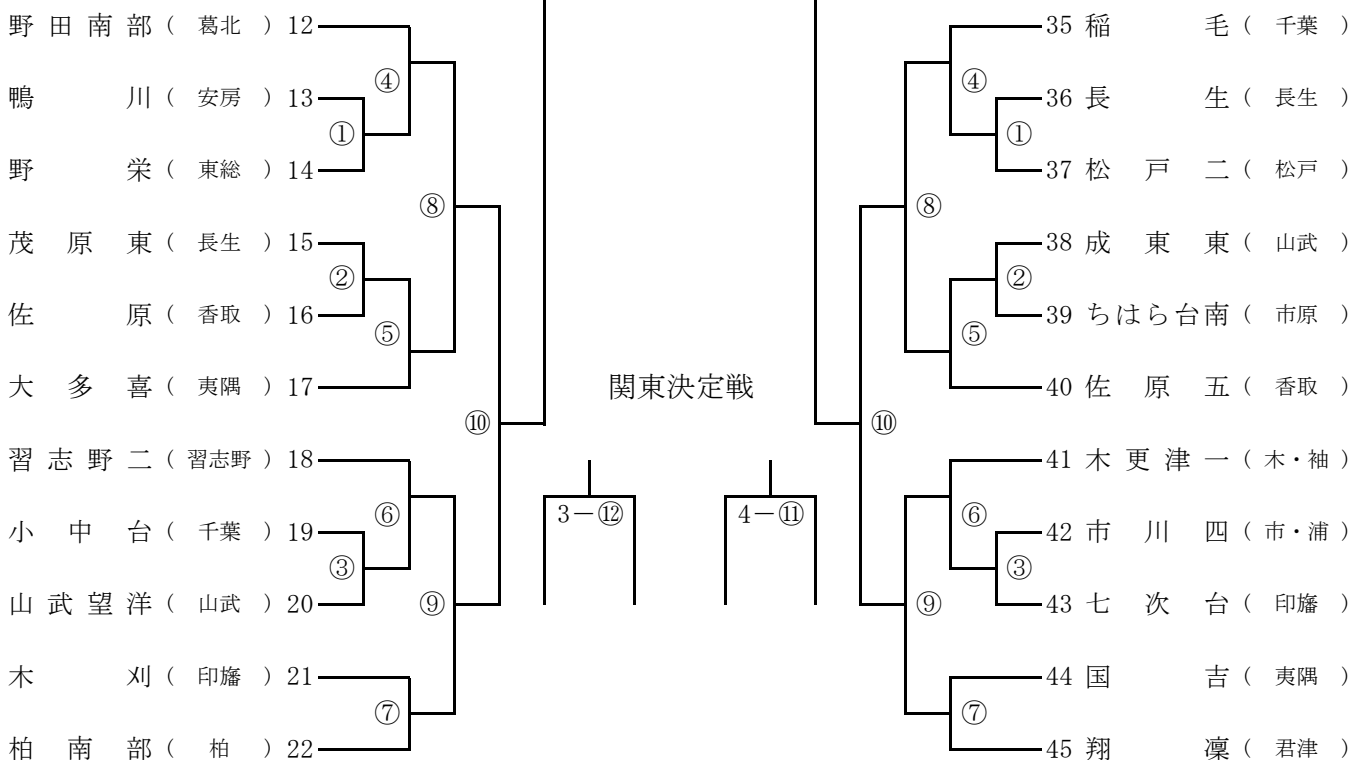 野田南部（葛北）12
④
鴨川（安房）13
①
野栄（東総）14
⑧
茂原東（長生）15
②
佐原（香取）16
⑤
大多喜（夷隅）17
⑩
習志野二（習志野）18
⑥
小中台（千葉）19
③
山武望洋（山武）20
⑨
木刈（印旛）21
⑦
柏南部（柏）22
関東決定戦
3－⑫
4－⑪
35 稲毛（千葉）
④
36 長生（長生）
①
37 松戸二（松戸）
⑧
38 成東東（山武）
②
39 ちはら台南（市原）
⑤
40 佐原五（香取）
⑩
41 木更津一（木・袖）
⑥
42 市川四（市・浦）
③
43 七次台（印旛）
⑨
44 国吉（夷隅）
⑦
45 翔凜（君津）